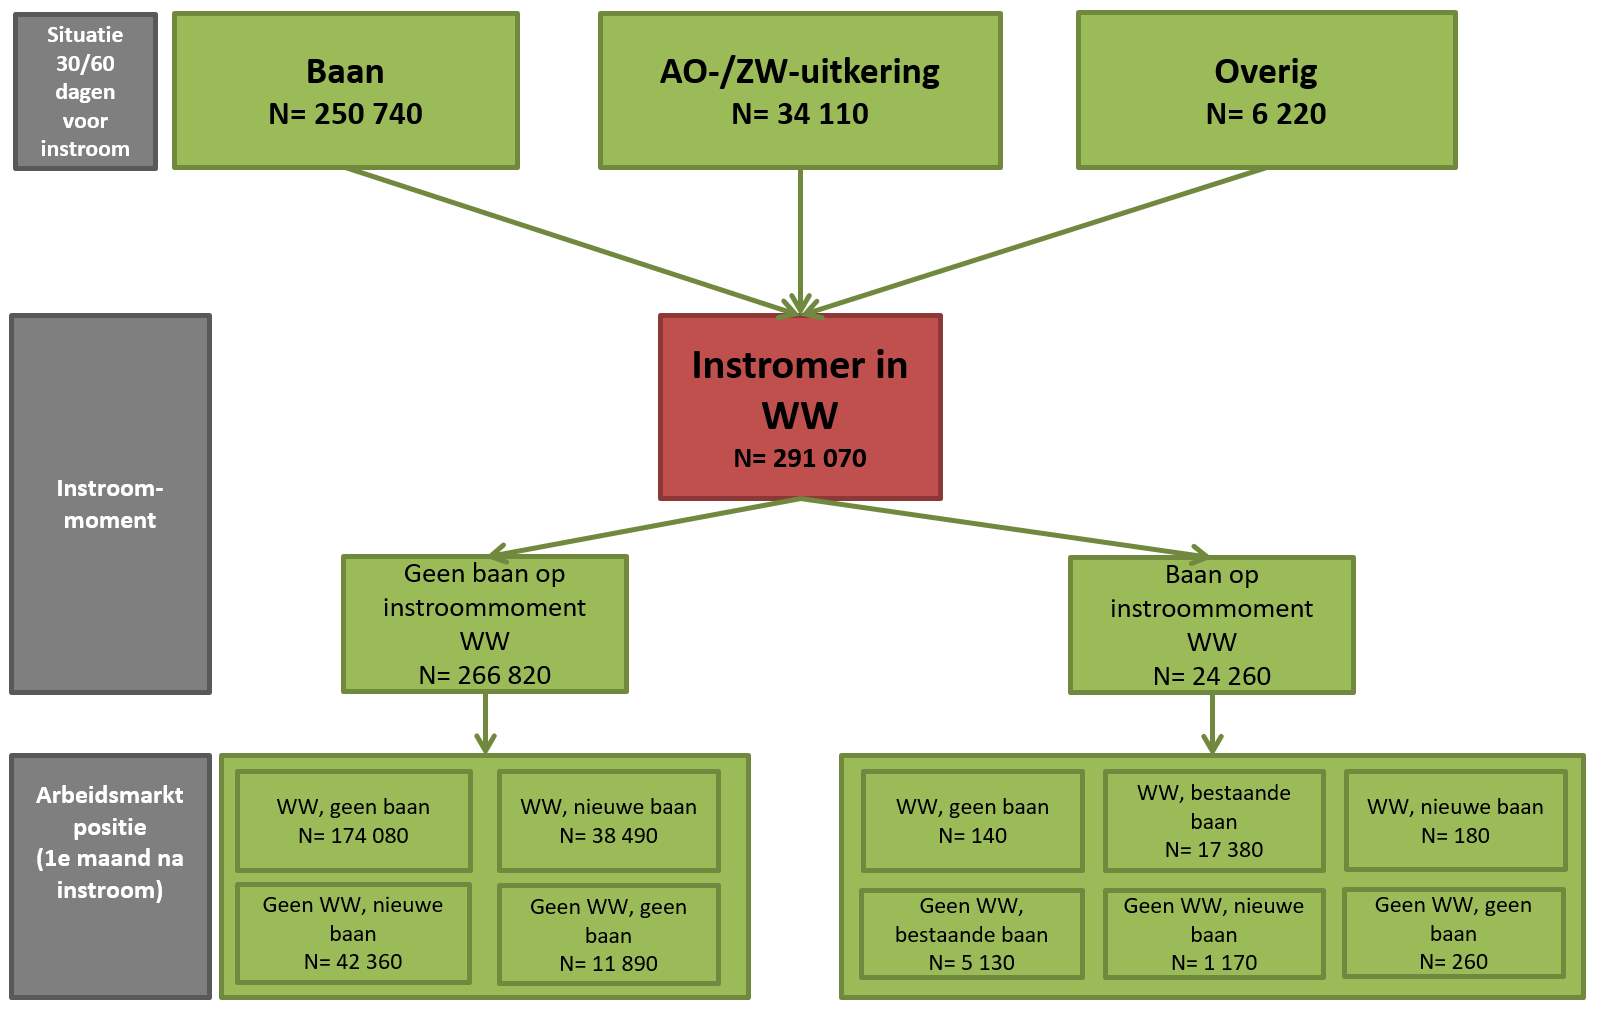 Situatie
30/60
dagen
voor
instroom
Baan
N= 250 740
AO-/ZW-uitkering
N= 34 110
Overig
N= 6 220
Instroom-
moment
Instromer in
WW
N= 291 070
Geen baan op
instroommoment
WW
N= 266 820
Baan op
instroommoment
WW
N= 24 260
Arbeidsmarkt
positie
(1e maand na
instroom)
WW, geen baan
N= 174 080
WW, nieuwe baan
N= 38 490
Geen WW, nieuwe
baan
N= 42 360
Geen WW, geen
baan
N= 11 890
WW, geen baan
N= 140
WW, bestaande
baan
N= 17 380
WW, nieuwe baan
N= 180
Geen WW,
bestaande baan
N= 5 130
Geen WW, nieuwe
baan
N= 1 170
Geen WW, geen
baan
N= 260